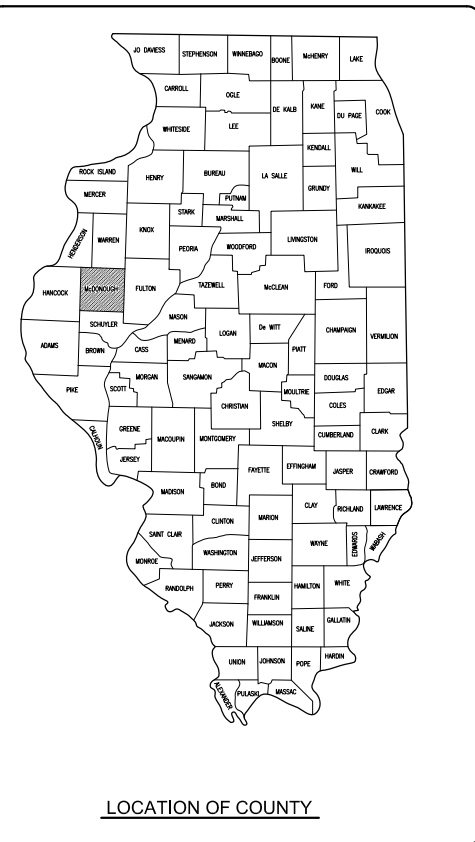 JO DAVIESS
STEPHENSON
WINNEBAGO
BOONE
McHENRY
LAKE
CARROLL
OGLE
DE KALB
KANE
COOK
DU PAGE
WHITESIDE
LEE
KENDALL
WILL
ROCK ISLAND
HENRY
BUREAU
LA SALLE
GRUNDY
MERCER
PUTNAM
KANKAKEE
STARK
MARSHALL
HENDERSON
WARREN
KNOX
PEORIA
WOODFORD
LIVINGSTON
IROQUOIS
HANCOCK
McDONOUGH
FULTON
TAZEWELL
McCLEAN
FORD
MASON
SCHUYLER
LOGAN
De WITT
CHAMPAIGN
VERMILION
ADAMS
BROWN
CASS
MENARD
PIATT
MACON
PIKE
SCOTT
MORGAN
SANGAMON
DOUGLAS
EDGAR
MOULTRIE
CHRISTIAN
COLES
CALHOUN
GREENE
MACOUPIN
MONTGOMERY
SHELBY
CUMBERLAND
CLARK
JERSEY
FAYETTE
EFFINGHAM
JASPER
CRAWFORD
MADISON
BOND
CLAY
RICHLAND
LAWRENCE
CLINTON
MARION
SAINT CLAIR
WAYNE
EDWARDS
WABASH
WASHINGTON
JEFFERSON
MONROE
RANDOLPH
PERRY
HAMILTON
WHITE
FRANKLIN
JACKSON
WILLIAMSON
SALINE
GALLATIN
UNION
JOHNSON
POPE
HARDIN
ALEXANDER
PULASKI
MASSAC
LOCATION OF COUNTY